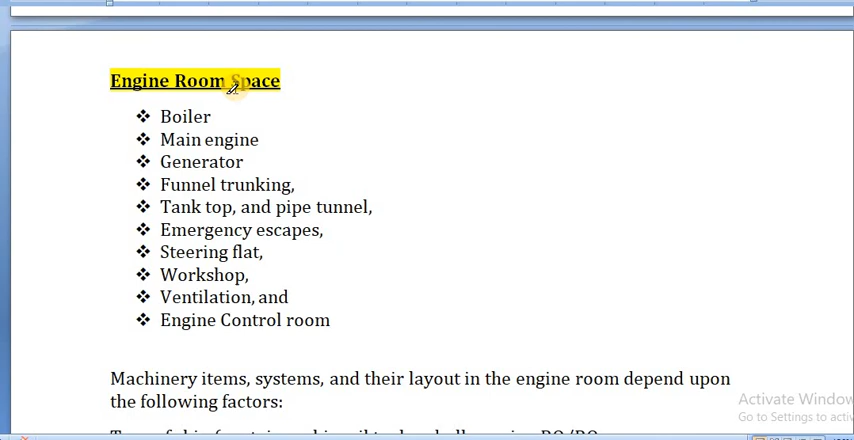 Engine Room Space
❖ Boiler
❖ Main engine
❖ Generator
❖ Funnel trunking,
❖ Tank top, and pipe tunnel,
❖ Emergency escapes,
❖ Steering flat,
❖ Workshop,
❖ Ventilation, and
❖ Engine Control room
Machinery items, systems, and their layout in the engine room depend upon
the following factors:
Activate Window
Go to Settings to activ